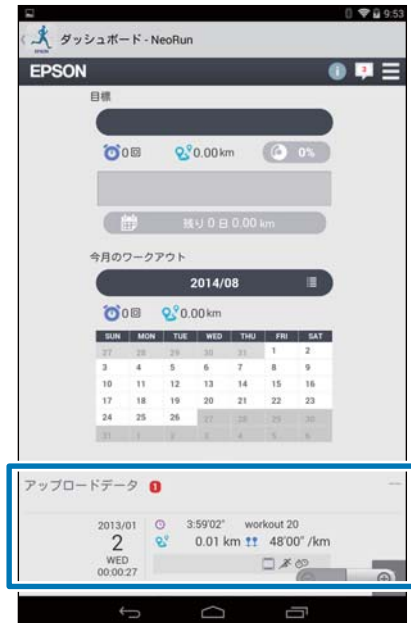 9:53
EPSON
ダッシュボード - NeoRun
EPSON
3
目標
0回 0.00 km 0%
残り 0 日 0.00 km
今月のワークアウト
2014/08
0回 0.00 km
SUN MON TUE WED THU FRI SAT
27 28 29 30 31 1 2
3 4 5 6 7 8 9
10 11 12 13 14 15 16
17 18 19 20 21 22 23
24 25 26 27 28 29 30
31 1 2 3 4 5 6
アップロードデータ 1
2013/01 3:59'02" workout 20
2 0.01 km 48'00" /km
WED
00:00:27